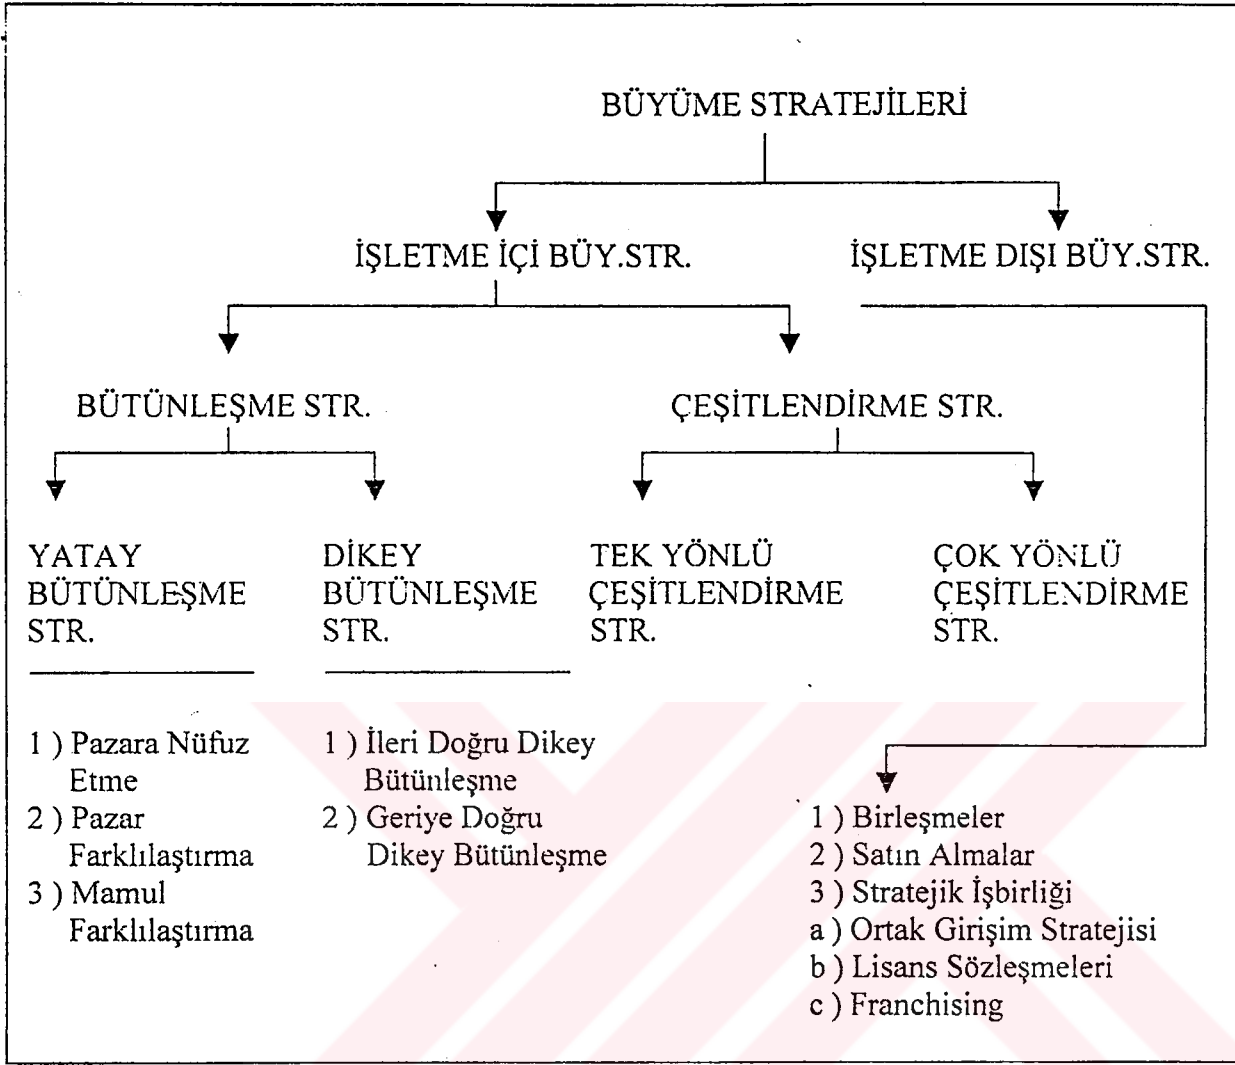 BÜYÜME STRATEJİLERİ
İŞLETME İÇİ BÜY.STR.
İŞLETME DIŞI BÜY.STR.
BÜTÜNLEŞME STR.
ÇEŞİTLENDİRME STR.
YATAY
BÜTÜNLEŞME
STR.
DİKEY
BÜTÜNLEŞME
STR.
TEK YÖNLÜ
ÇEŞİTLENDİRME
STR.
ÇOK YÖNLÜ
ÇEŞİTLENDİRME
STR.
1 ) Pazara Nüfuz
Etme
2 ) Pazar
Farklılaştırma
3 ) Mamul
Farklılaştırma
1 ) İleri Doğru Dikey
Bütünleşme
2 ) Geriye Doğru
Dikey Bütünleşme
1 ) Birleşmeler
2 ) Satın Almalar
3 ) Stratejik İşbirliği
a ) Ortak Girişim Stratejisi
b ) Lisans Sözleşmeleri
c ) Franchising